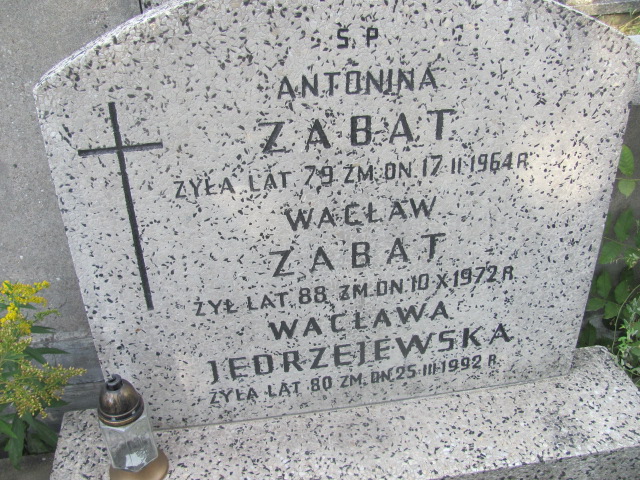 Ś.P
ANTONINA
ZABAT
ŻYŁA LAT 79 ZM. DN 17 II 1964 R
WACŁAW
ZABAT
ŻYŁ LAT. 88. ZM. DN 10 X 1972 R
WACŁAWA
JEDRZEJEWSKA
ŻYŁA LAT 80 ZM. DN. 25 III 1992 R.